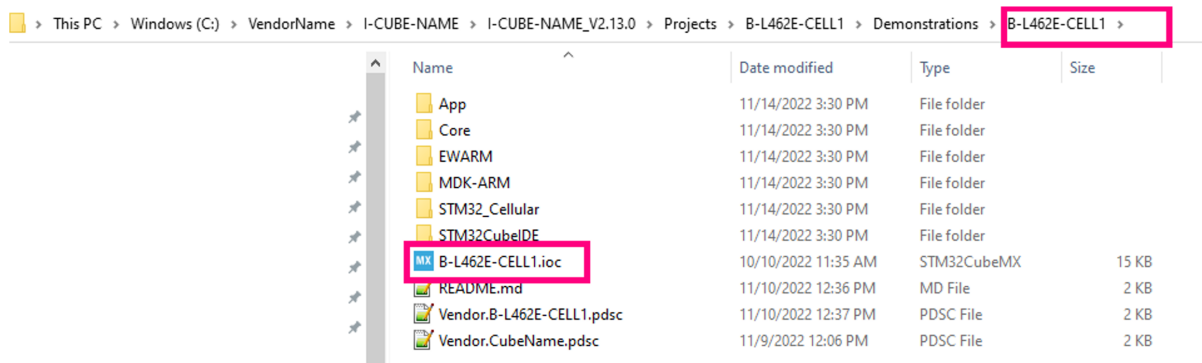 This PC > Windows (C:) > VendorName > I-CUBE-NAME > I-CUBE-NAME_V2.13.0 > Projects > B-L462E-CELL1 > Demonstrations > B-L462E-CELL1 >
Name Date modified Type Size
App 11/14/2022 3:30 PM File folder
Core 11/14/2022 3:30 PM File folder
EWARM 11/14/2022 3:30 PM File folder
MDK-ARM 11/14/2022 3:30 PM File folder
STM32_Cellular 11/14/2022 3:30 PM File folder
STM32CubeIDE 11/14/2022 3:30 PM File folder
MX B-L462E-CELL1.ioc 10/10/2022 11:35 AM STM32CubeMX 15 KB
README.md 11/10/2022 12:36 PM MD File 2 KB
Vendor.B-L462E-CELL1.pdsc 11/10/2022 12:37 PM PDSC File 2 KB
Vendor.CubeName.pdsc 11/9/2022 12:06 PM PDSC File 2 KB